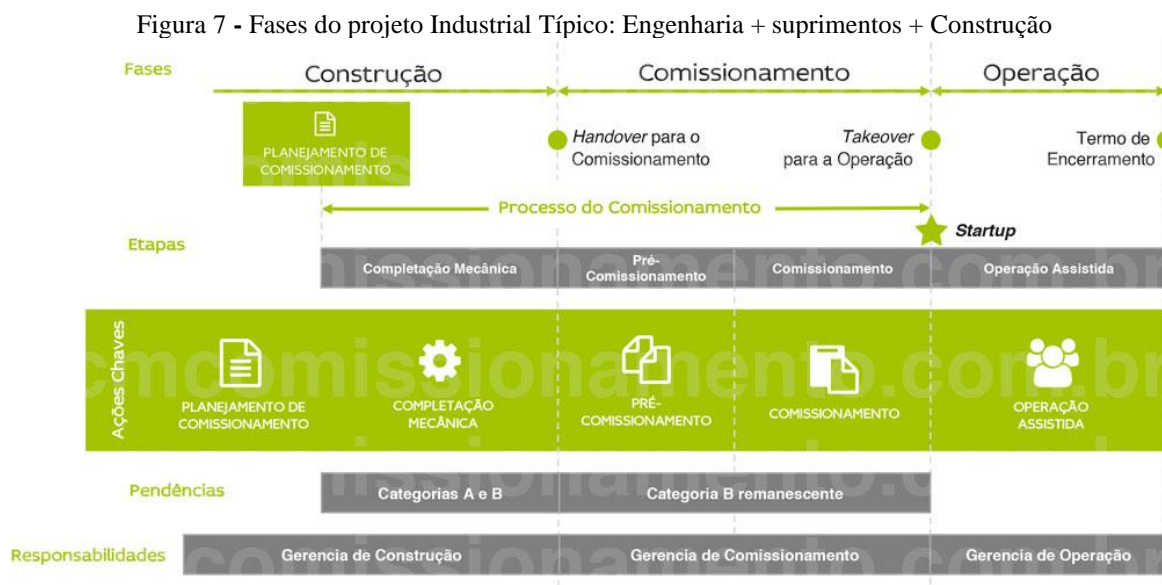 Figura 7 - Fases do projeto Industrial Típico: Engenharia + suprimentos + Construção
Fases
Construção
Comissionamento
Operação
PLANEJAMENTO DE
COMISSIONAMENTO
Handover para o
Comissionamento
Takeover
para a Operação
Termo de
Encerramento
Processo do Comissionamento
Startup
Etapas
Completação Mecânica
Pré-
Comissionamento
Comissionamento
Operação Assistida
Ações Chaves
PLANEJAMENTO DE
COMISSIONAMENTO
COMPLETAÇÃO
MECÂNICA
PRÉ-
COMISSIONAMENTO
COMISSIONAMENTO
OPERAÇÃO
ASSISTIDA
cmcomissionamento.com.br
Pendências
Categorias A e B
Categoria B remanescente
Responsabilidades
Gerencia de Construção
Gerencia de Comissionamento
Gerencia de Operação